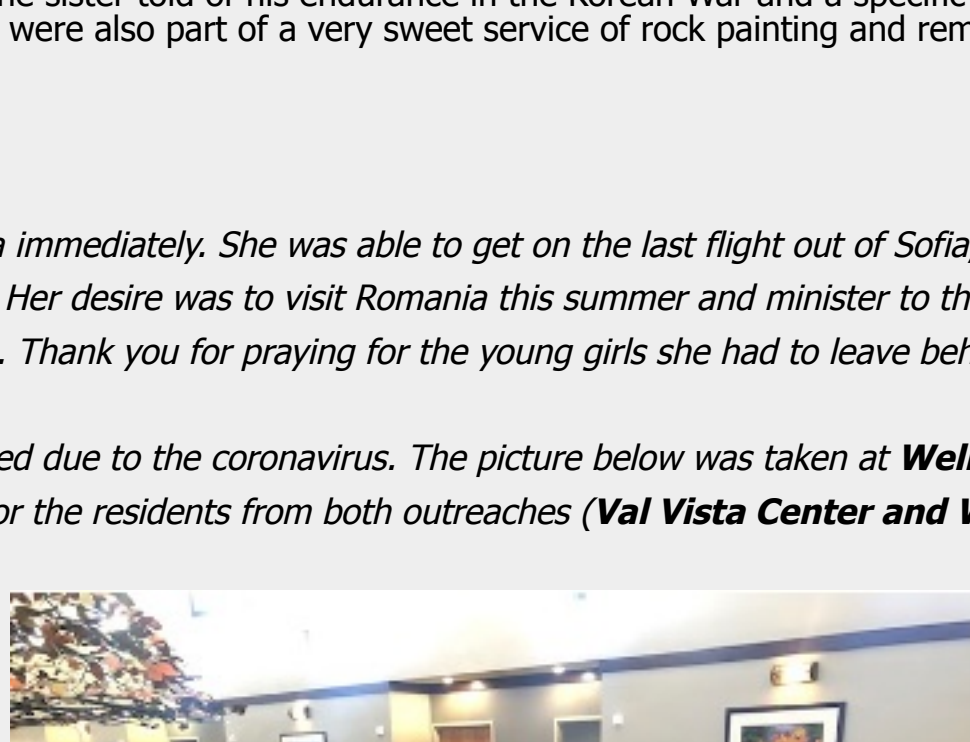 ne sister told of his endurance in the Korean War and a specific
were also part of a very sweet service of rock painting and rem
a immediately. She was able to get on the last flight out of Sofia,
Her desire was to visit Romania this summer and minister to th
. Thank you for praying for the young girls she had to leave beh
ed due to the coronavirus. The picture below was taken at Well
or the residents from both outreaches (Val Vista Center and W